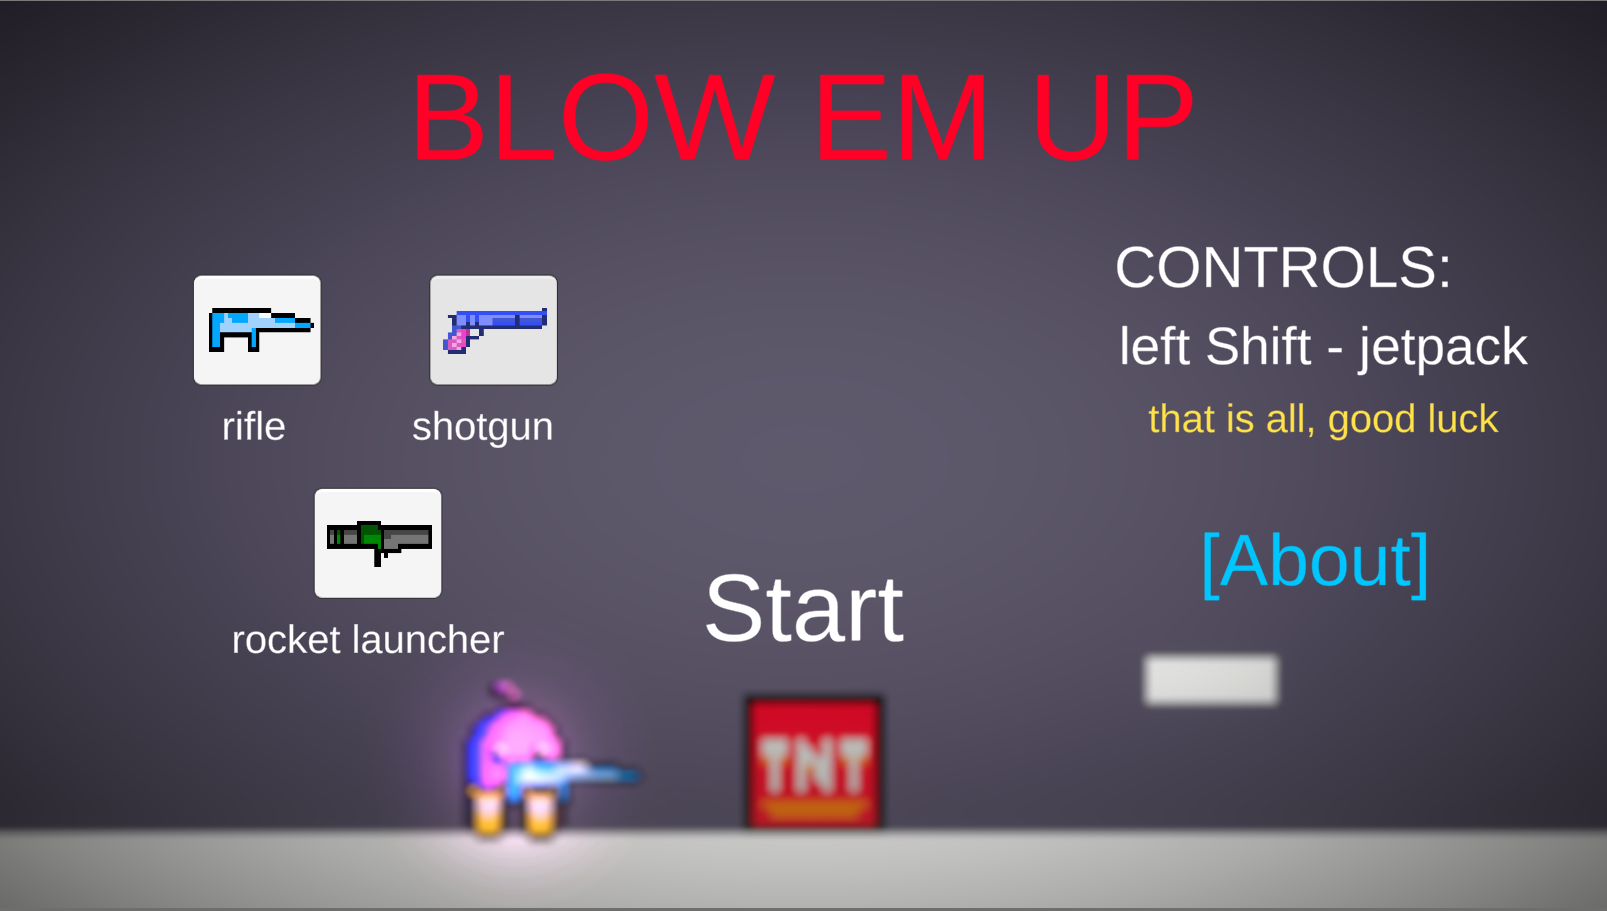 BLOW EM UP
rifle
shotgun
rocket launcher
CONTROLS:
left Shift - jetpack
that is all, good luck
[About]
Start
TNT